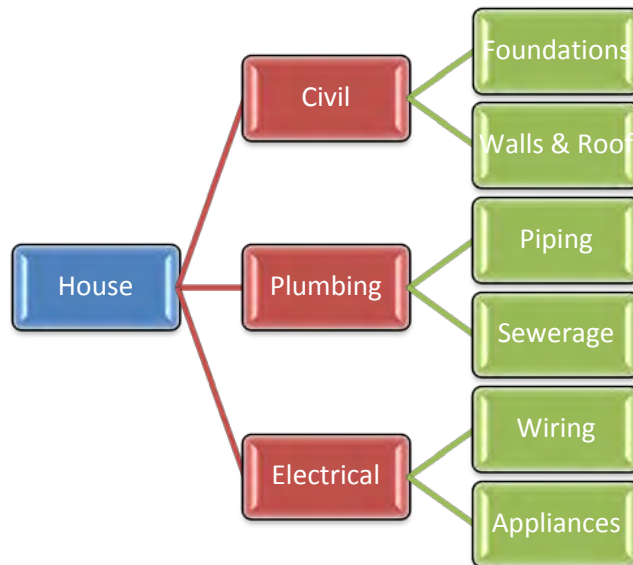 Foundations
Civil
Walls & Roof
Piping
House
Plumbing
Sewerage
Wiring
Electrical
Appliances